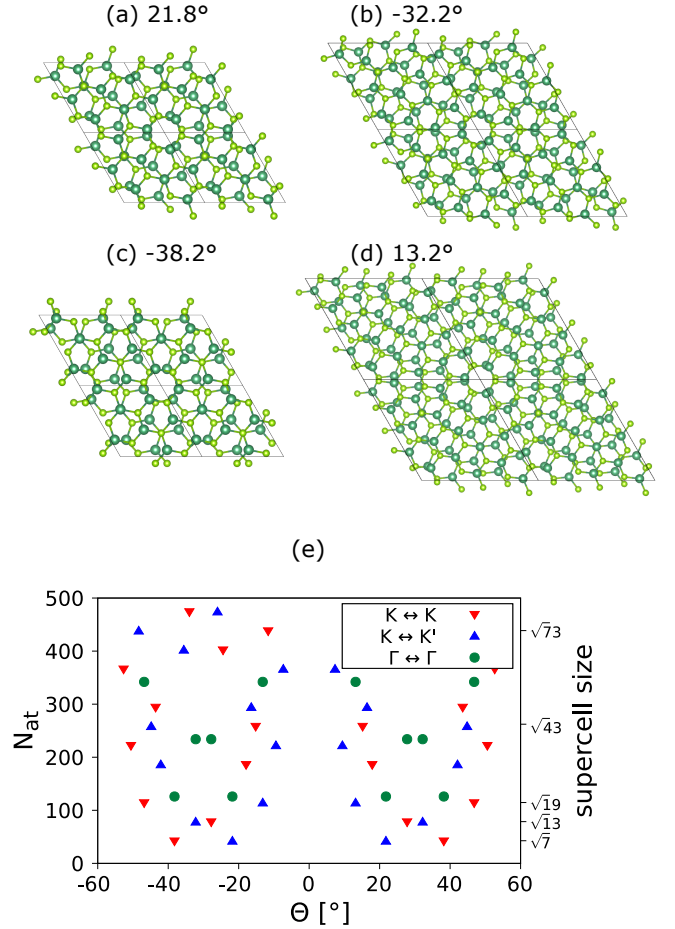 (a) 21.8°
(b) -32.2°
(c) -38.2°
(d) 13.2°
(e)
500
400
300
200
100
0
N_at
-60
-40
-20
0
20
40
60
Θ [°]
K ↔ K
K ↔ K'
Γ ↔ Γ
√73
√43
√19
√13
√7
supercell size